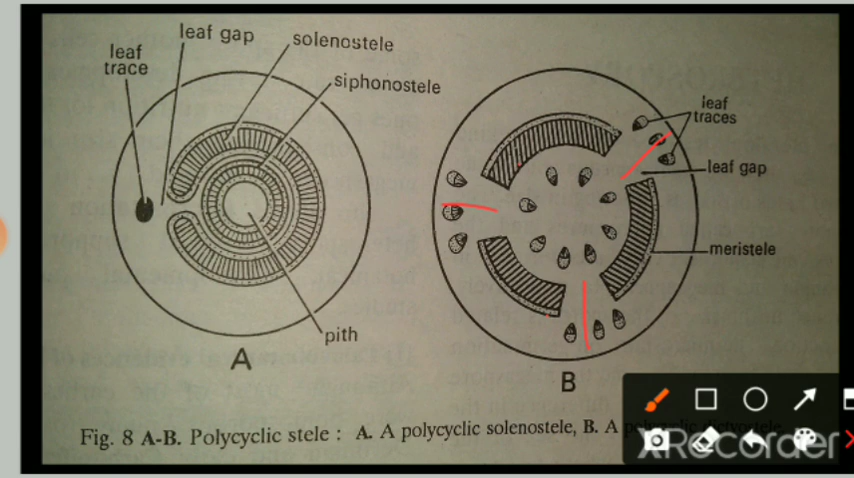 leaf gap
leaf
trace
solenostele
siphonostele
pith
A
leaf
traces
leaf gap
meristele
B
Fig. 8 A-B. Polycyclic stele : A. A polycyclic solenostele, B. A
XRecorder